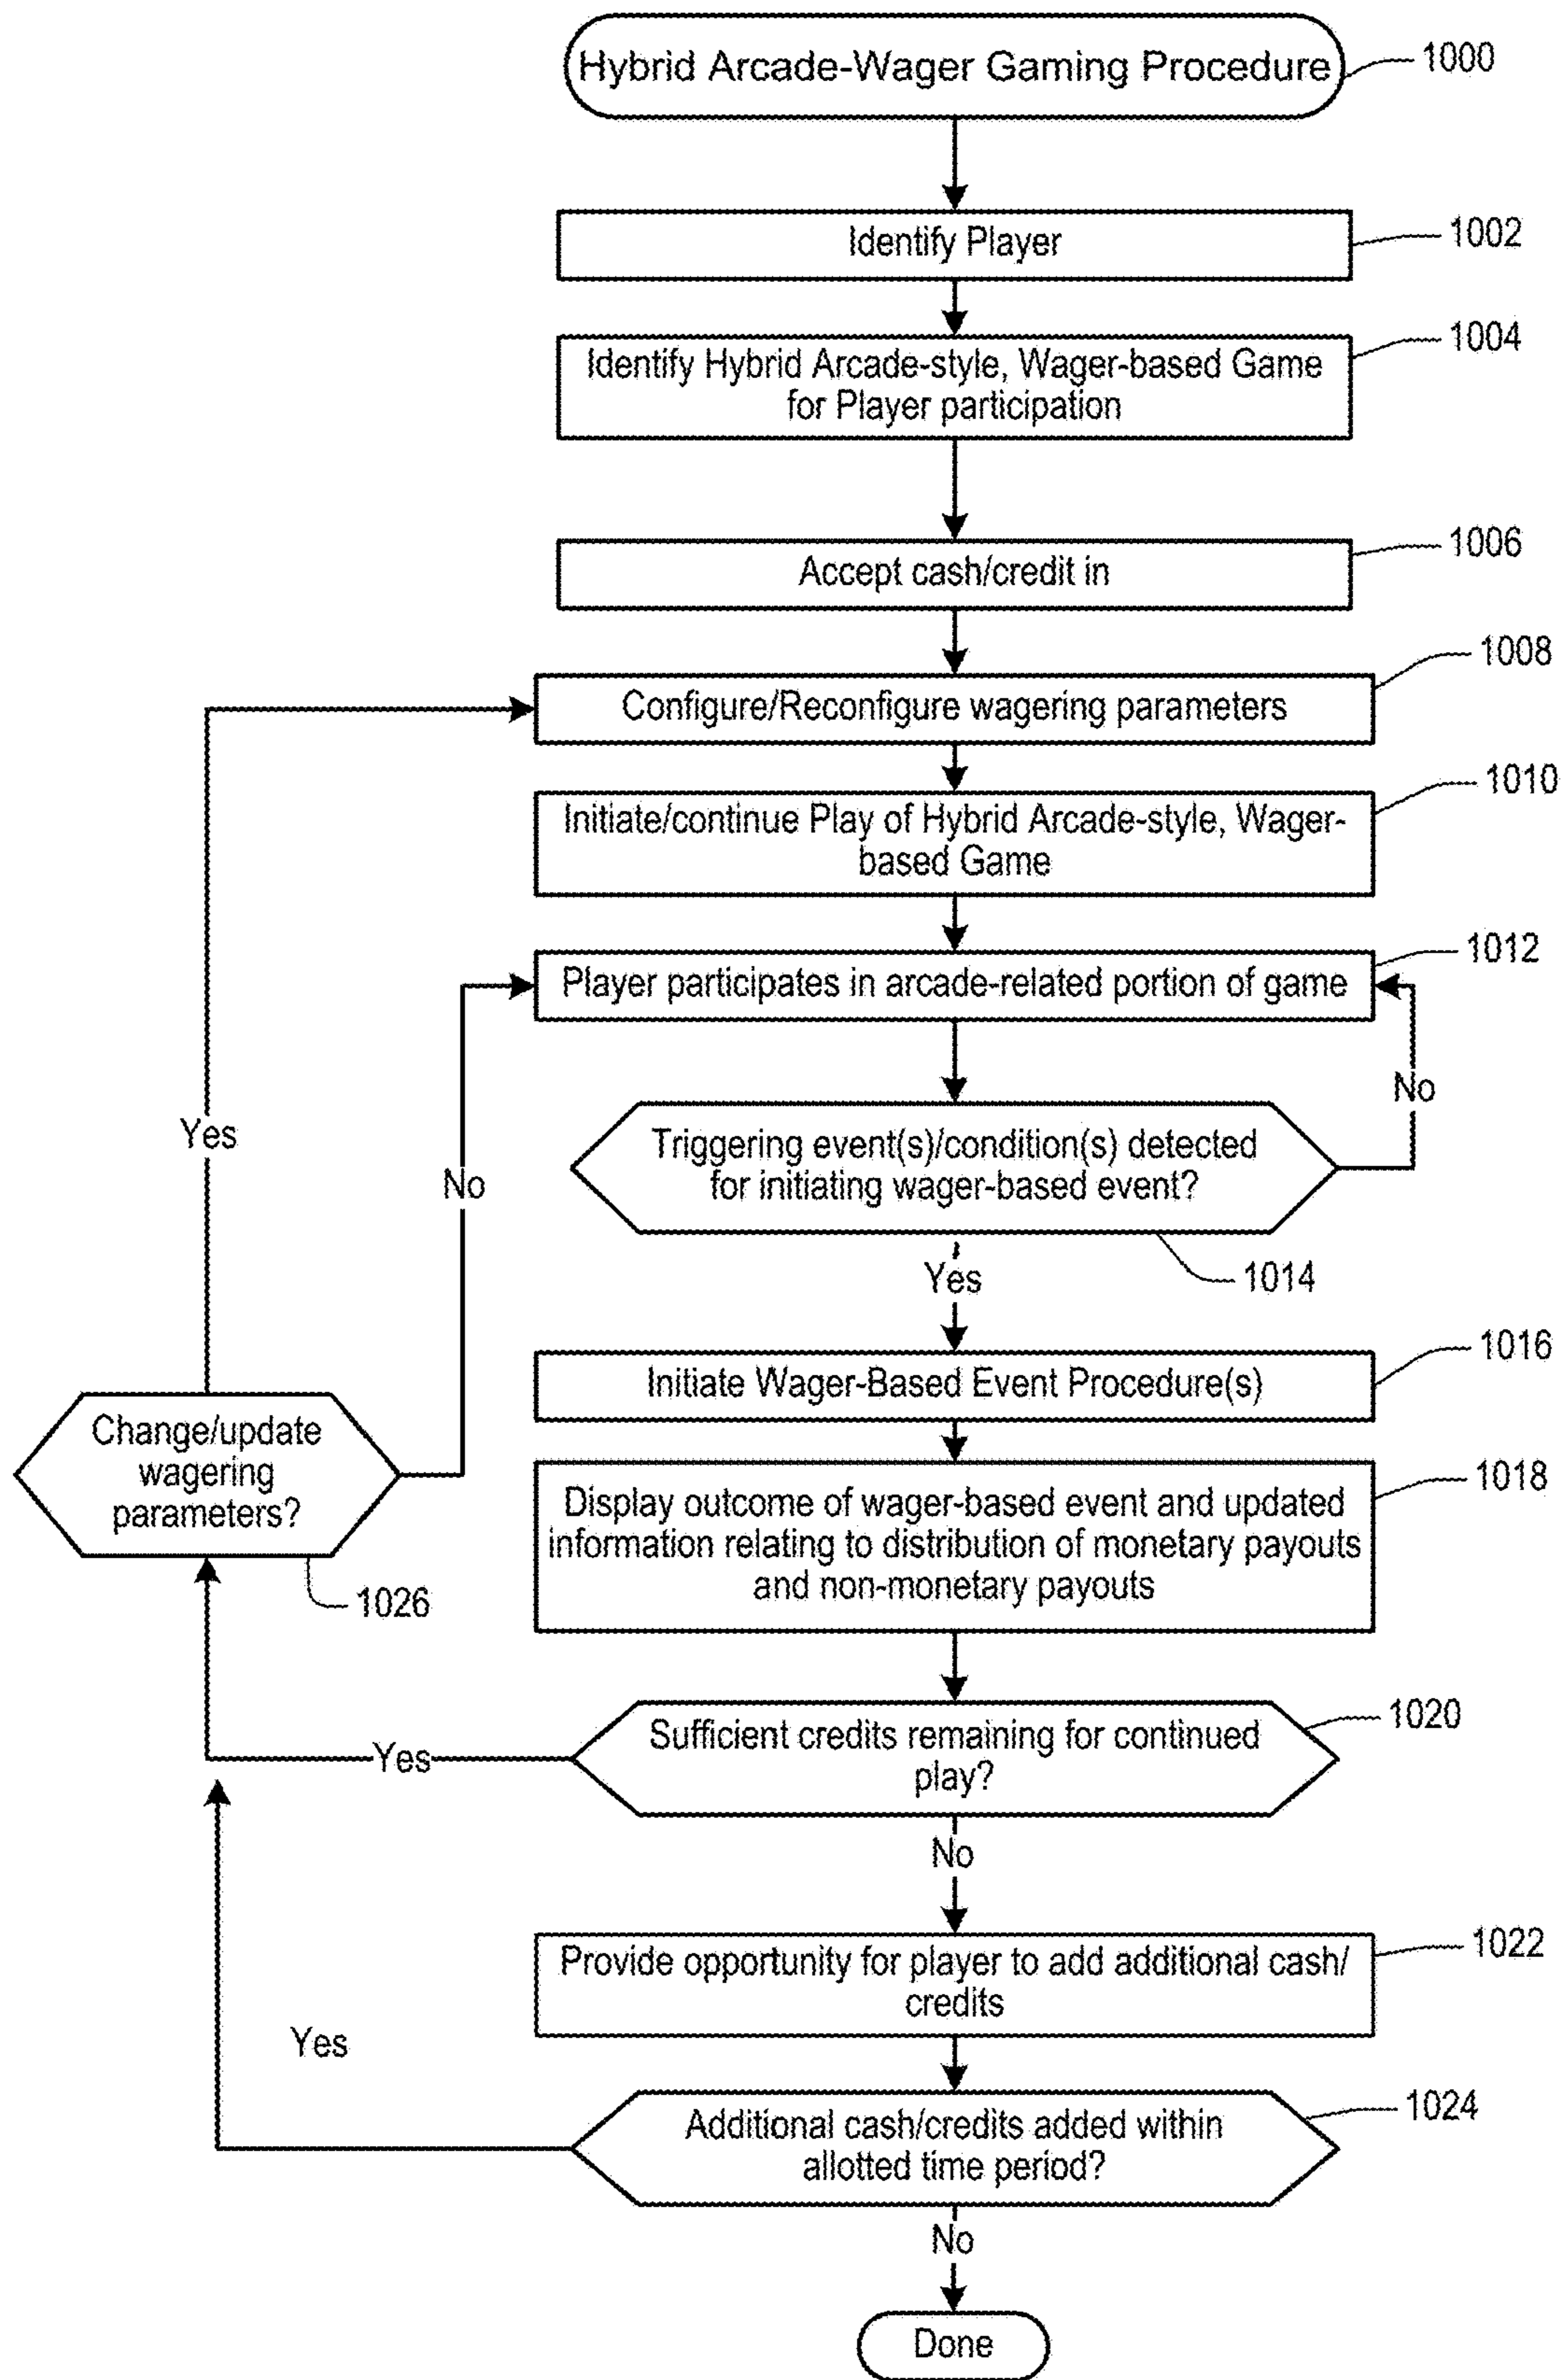 Hybrid Arcade-Wager Gaming Procedure
1000
Identify Player
1002
Identify Hybrid Arcade-style, Wager-based Game
for Player participation
1004
Accept cash/credit in
1006
Configure/Reconfigure wagering parameters
1008
Initiate/continue Play of Hybrid Arcade-style, Wager-
based Game
1010
Player participates in arcade-related portion of game
1012
No
Triggering event(s)/condition(s) detected
for initiating wager-based event?
1014
Yes
Yes
No
Initiate Wager-Based Event Procedure(s)
1016
Change/update
wagering
parameters?
1026
Display outcome of wager-based event and updated
information relating to distribution of monetary payouts
and non-monetary payouts
1018
Sufficient credits remaining for continued
play?
1020
Yes
No
Provide opportunity for player to add additional cash/
credits
1022
Yes
Additional cash/credits added within
allotted time period?
1024
No
Done